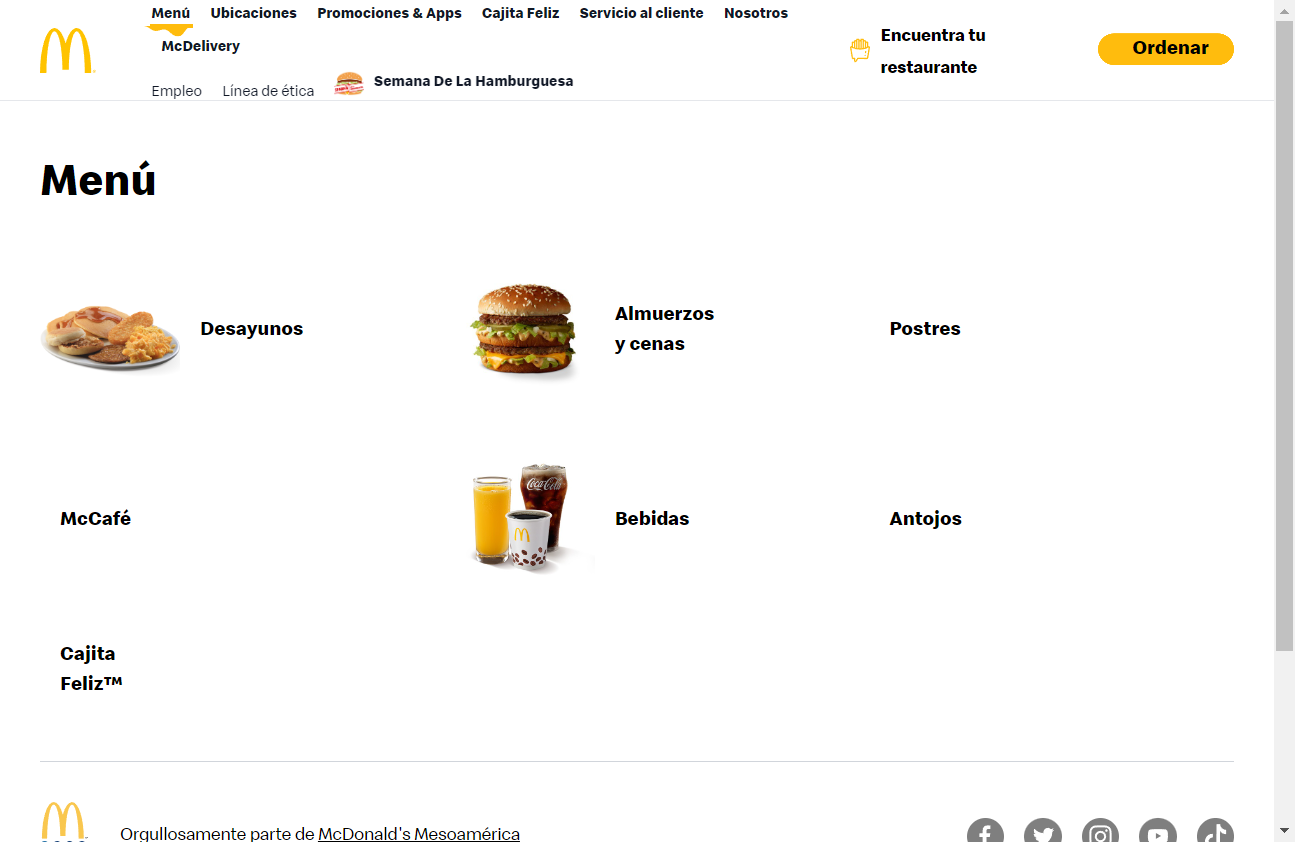 Menú
Ubicaciones
Promociones & Apps
Cajita Feliz
Servicio al cliente
Nosotros
McDelivery
Empleo
Línea de ética
Semana De La Hamburguesa
Encuentra tu
restaurante
Ordenar
Menú
Desayunos
Almuerzos
y cenas
Postres
McCafé
Coca-Cola
Bebidas
Antojos
Cajita
Feliz™
Orgullosamente parte de McDonald's Mesoamérica